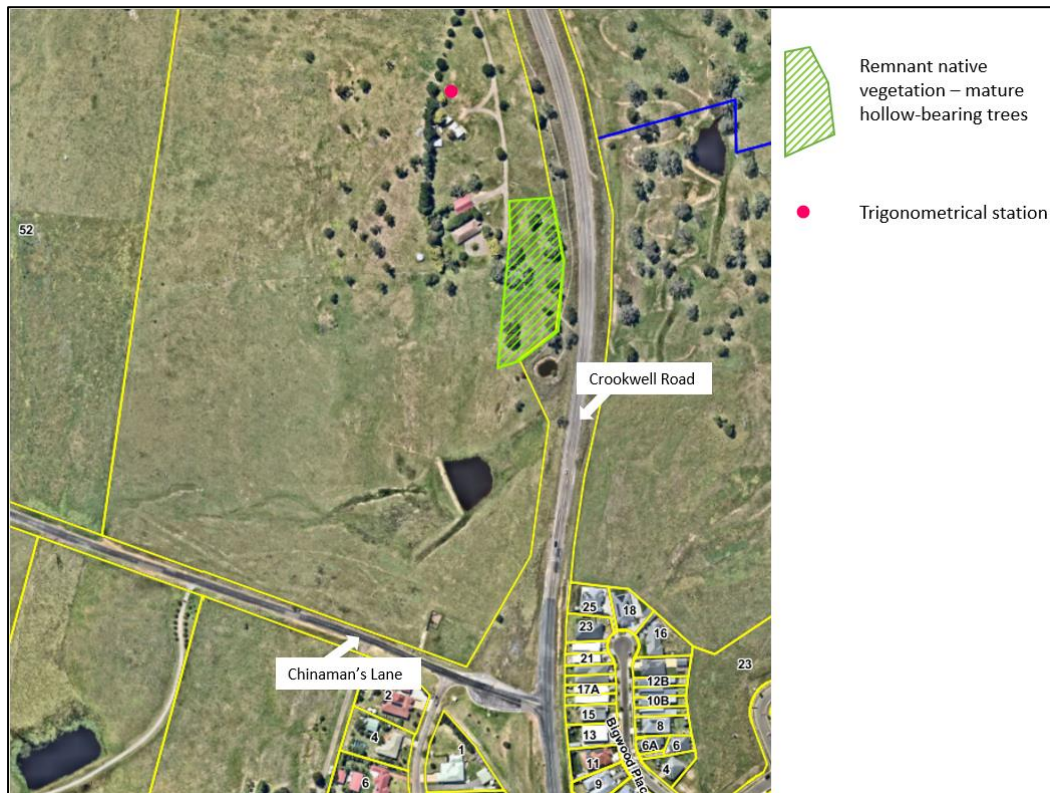 Remnant native
vegetation – mature
hollow-bearing trees
Trigonometrical station
52
Crookwell Road
Chinaman's Lane
25
18
23
16
21
23
12B
17A
10B
2
15
8
13
6A
6
4
1
11
4
6
9
Bigwood Plac